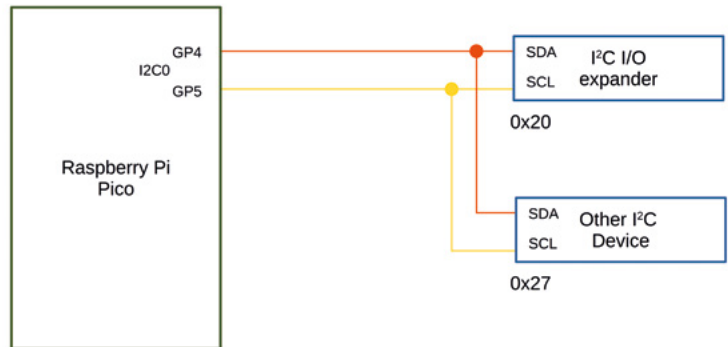 GP4
I2C0
GP5
Raspberry Pi
Pico
SDA
I²C I/O
SCL
expander
0x20
SDA
Other I²C
SCL
Device
0x27